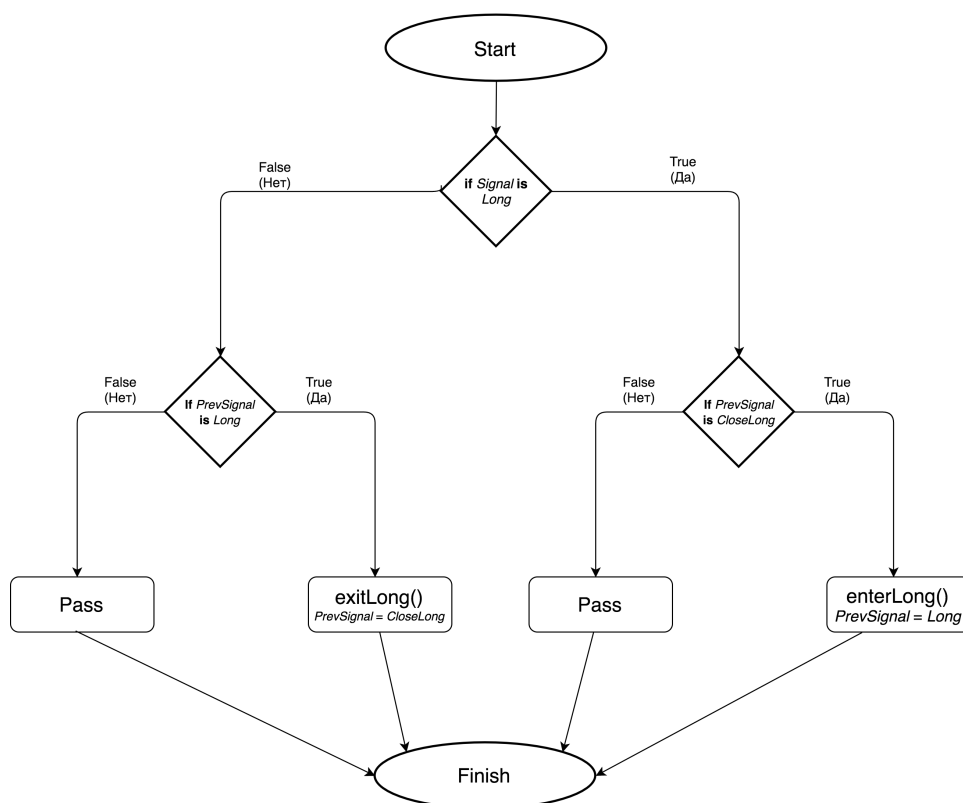 Start
False
(Нет)
True
(Да)
if Signal is
Long
False
(Нет)
True
(Да)
False
(Нет)
True
(Да)
If PrevSignal
is Long
If PrevSignal
is CloseLong
Pass
exitLong()
PrevSignal = CloseLong
Pass
enterLong()
PrevSignal = Long
Finish